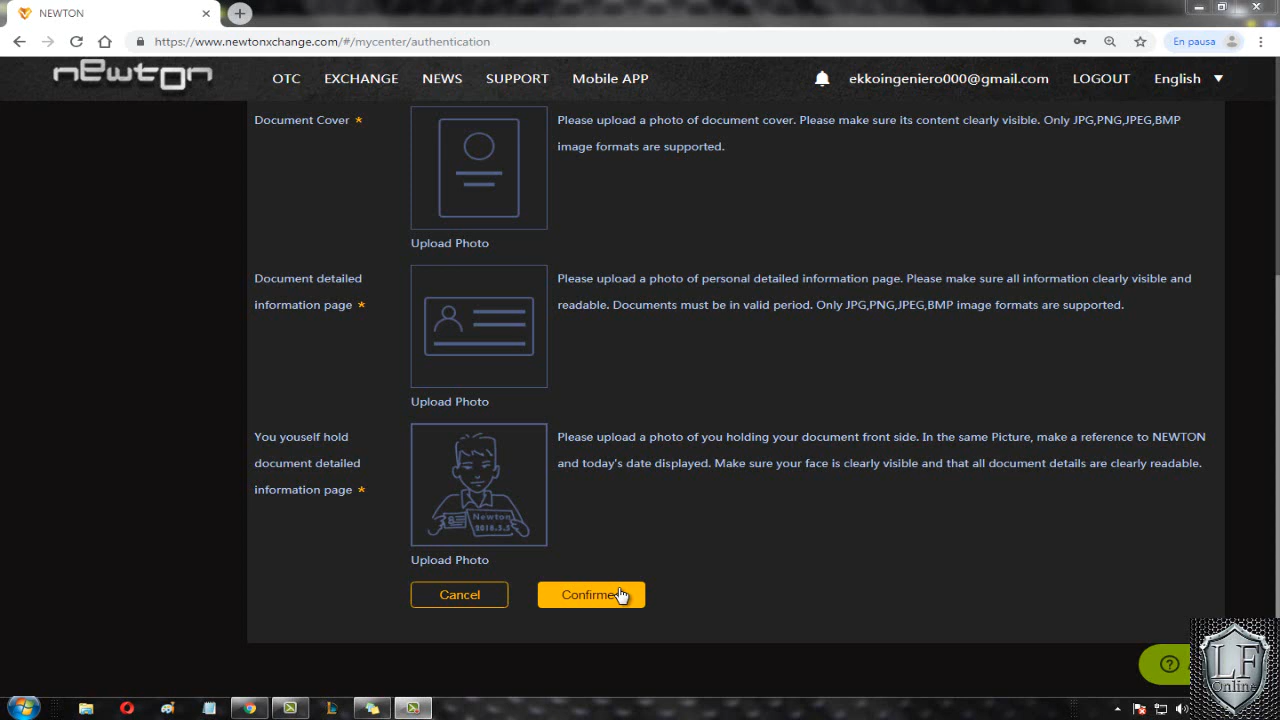 NEWTON
https://www.newtonxchange.com/#/mycenter/authentication
En pausa
newton
OTC
EXCHANGE
NEWS
SUPPORT
Mobile APP
ekkoingeniero000@gmail.com
LOGOUT
English
Document Cover *
Please upload a photo of document cover. Please make sure its content clearly visible. Only JPG,PNG,JPEG,BMP
image formats are supported.
Upload Photo
Document detailed
information page *
Please upload a photo of personal detailed information page. Please make sure all information clearly visible and
readable. Documents must be in valid period. Only JPG,PNG,JPEG,BMP image formats are supported.
Upload Photo
You youself hold
document detailed
information page *
Please upload a photo of you holding your document front side. In the same Picture, make a reference to NEWTON
and today's date displayed. Make sure your face is clearly visible and that all document details are clearly readable.
Newton
2018.5.5
Upload Photo
Cancel
Confirme
LF
Online